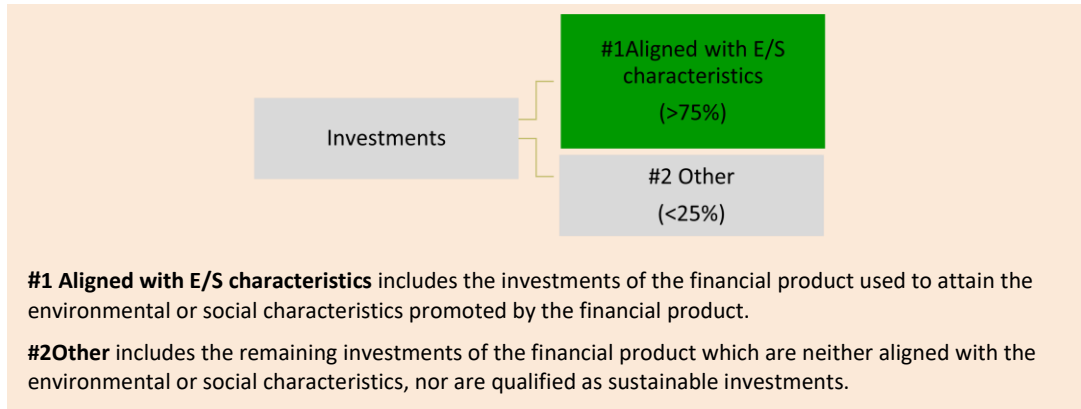 #1Aligned with E/S
characteristics
(>75%)
Investments
#2 Other
(<25%)
#1 Aligned with E/S characteristics includes the investments of the financial product used to attain the
environmental or social characteristics promoted by the financial product.
#2Other includes the remaining investments of the financial product which are neither aligned with the
environmental or social characteristics, nor are qualified as sustainable investments.